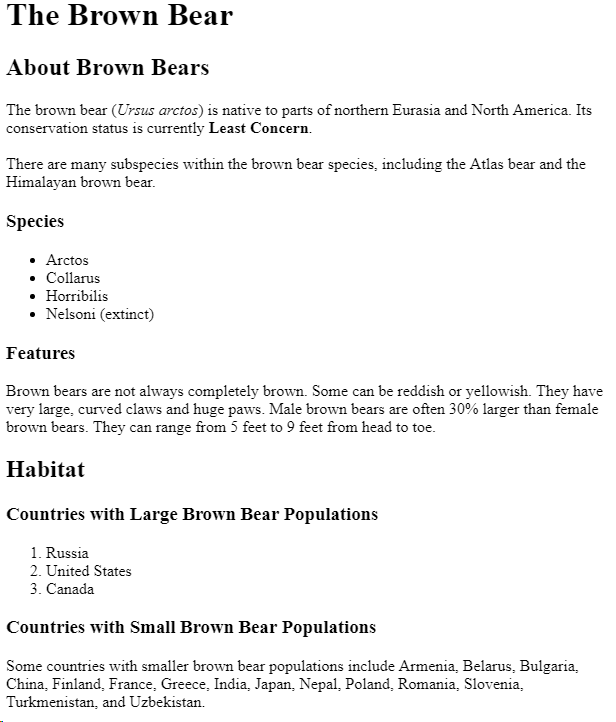 The Brown Bear
About Brown Bears
The brown bear (Ursus arctos) is native to parts of northern Eurasia and North America. Its
conservation status is currently Least Concern.
There are many subspecies within the brown bear species, including the Atlas bear and the
Himalayan brown bear.
Species
• Arctos
• Collarus
• Horribilis
• Nelsoni (extinct)
Features
Brown bears are not always completely brown. Some can be reddish or yellowish. They have
very large, curved claws and huge paws. Male brown bears are often 30% larger than female
brown bears. They can range from 5 feet to 9 feet from head to toe.
Habitat
Countries with Large Brown Bear Populations
1. Russia
2. United States
3. Canada
Countries with Small Brown Bear Populations
Some countries with smaller brown bear populations include Armenia, Belarus, Bulgaria,
China, Finland, France, Greece, India, Japan, Nepal, Poland, Romania, Slovenia,
Turkmenistan, and Uzbekistan.